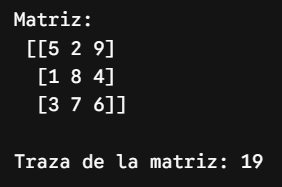 Matriz:
[[5 2 9]
[1 8 4]
[3 7 6]]
Traza de la matriz: 19